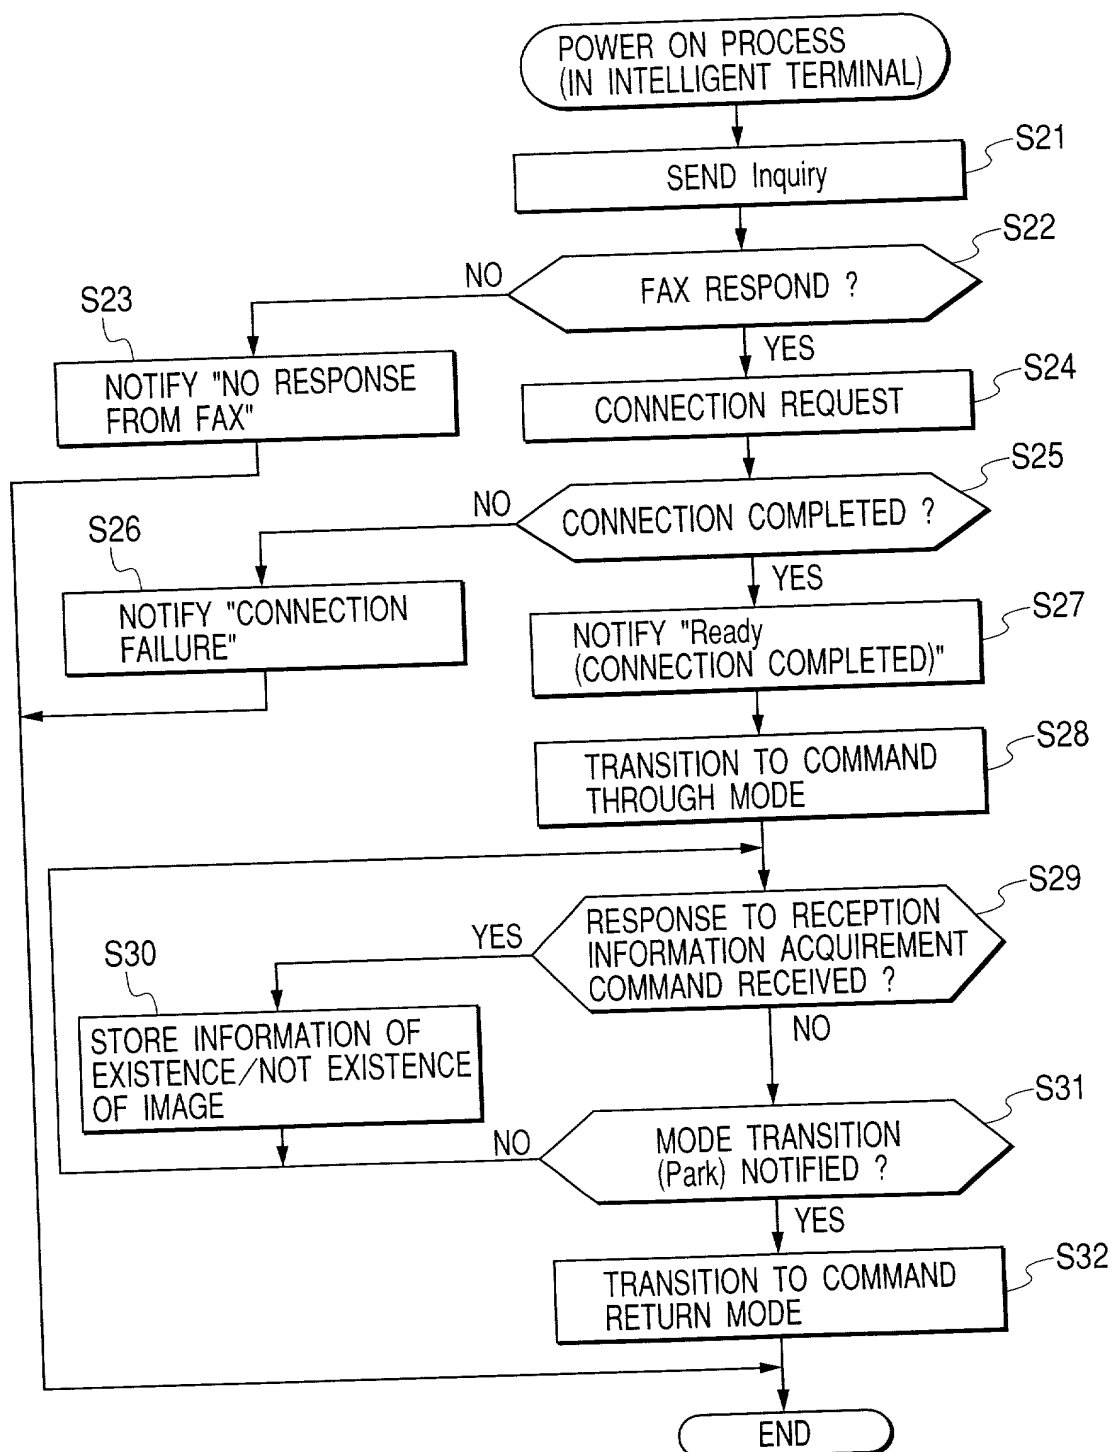 POWER ON PROCESS
(IN INTELLIGENT TERMINAL)
S21
SEND Inquiry
S22
NO
FAX RESPOND ?
S23
YES
NOTIFY "NO RESPONSE
FROM FAX"
S24
CONNECTION REQUEST
S25
NO
CONNECTION COMPLETED ?
S26
YES
NOTIFY "CONNECTION
FAILURE"
S27
NOTIFY "Ready
(CONNECTION COMPLETED)"
S28
TRANSITION TO COMMAND
THROUGH MODE
S29
YES
RESPONSE TO RECEPTION
INFORMATION ACQUIREMENT
COMMAND RECEIVED ?
S30
NO
STORE INFORMATION OF
EXISTENCE/NOT EXISTENCE
OF IMAGE
S31
NO
MODE TRANSITION
(Park) NOTIFIED ?
YES
S32
TRANSITION TO COMMAND
RETURN MODE
END